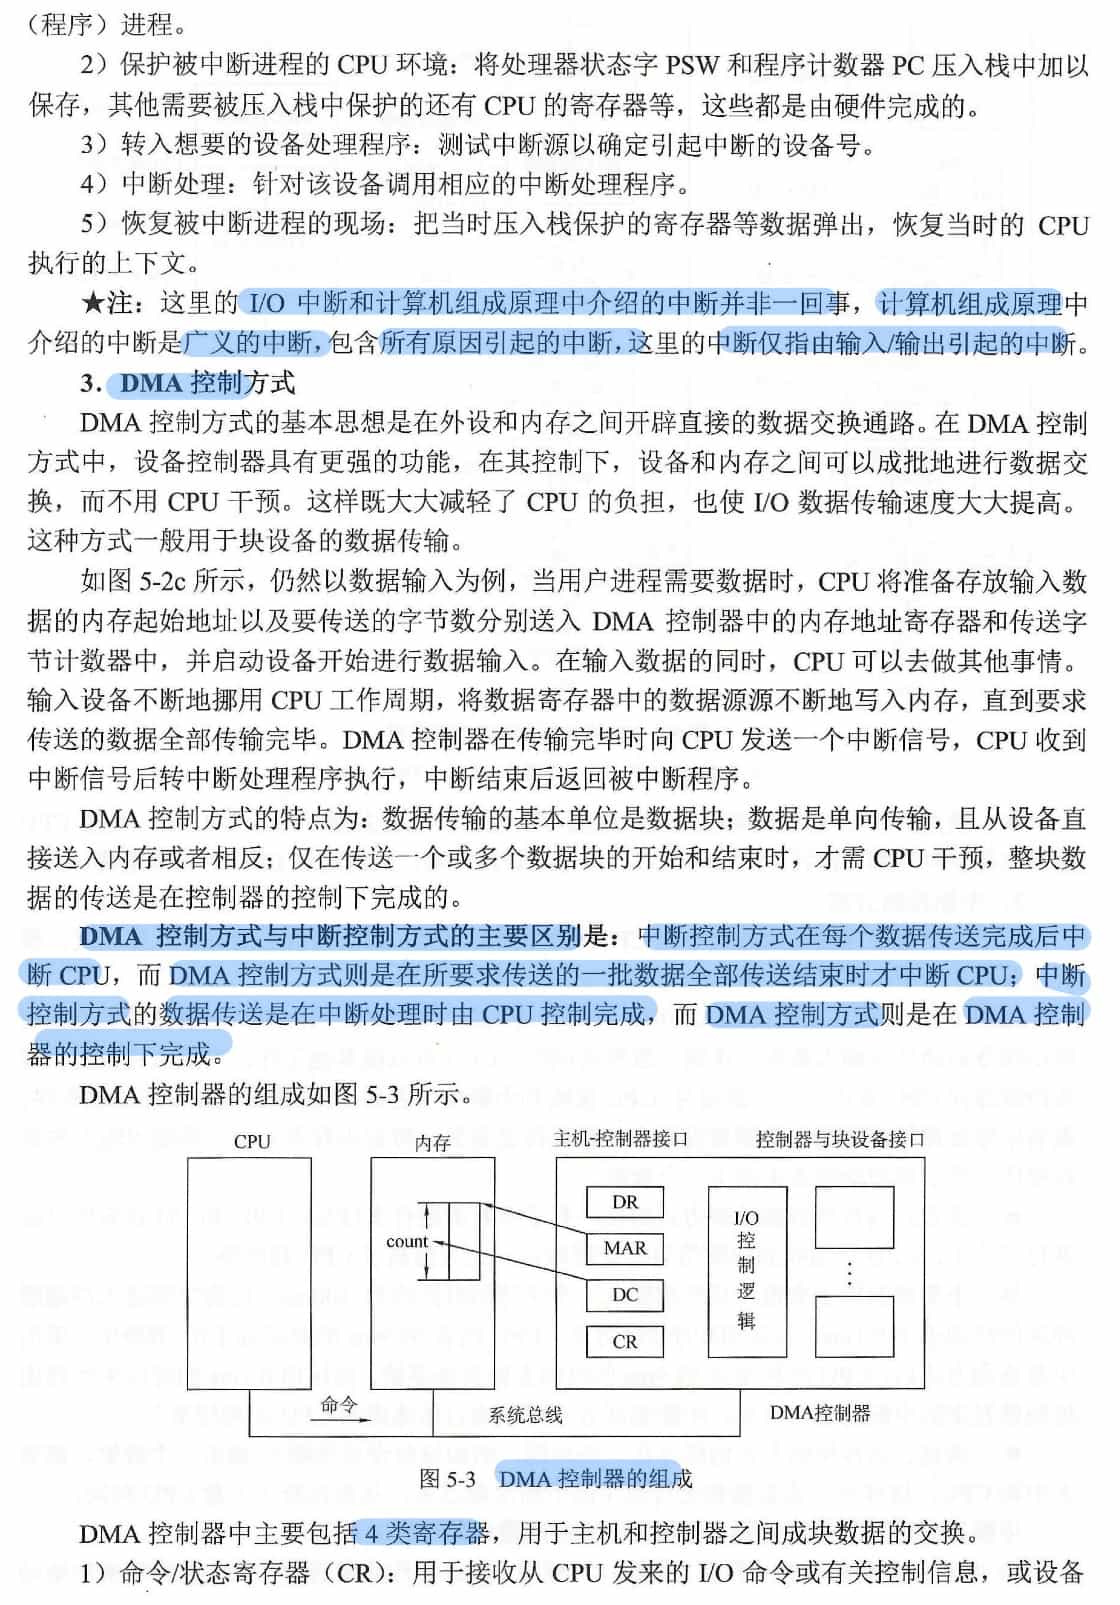 （程序）进程。
2）保护被中断进程的 CPU 环境：将处理器状态字 PSW 和程序计数器 PC 压入栈中加以
保存，其他需要被压入栈中保护的还有 CPU 的寄存器等，这些都是由硬件完成的。
3）转入想要的设备处理程序：测试中断源以确定引起中断的设备号。
4）中断处理：针对该设备调用相应的中断处理程序。
5）恢复被中断进程的现场：把当时压入栈保护的寄存器等数据弹出，恢复当时的 CPU
执行的上下文。
★注：这里的 I/O 中断和计算机组成原理中介绍的中断并非一回事，计算机组成原理中
介绍的中断是广义的中断，包含所有原因引起的中断，这里的中断仅指由输入/输出引起的中断。
3. DMA 控制方式
DMA 控制方式的基本思想是在外设和内存之间开辟直接的数据交换通路。在 DMA 控制
方式中，设备控制器具有更强的功能，在其控制下，设备和内存之间可以成批地进行数据交
换，而不用 CPU 干预。这样既大大减轻了 CPU 的负担，也使 I/O 数据传输速度大大提高。
这种方式一般用于块设备的数据传输。
如图 5-2c 所示，仍然以数据输入为例，当用户进程需要数据时，CPU 将准备存放输入数
据的内存起始地址以及要传送的字节数分别送入 DMA 控制器中的内存地址寄存器和传送字
节计数器中，并启动设备开始进行数据输入。在输入数据的同时，CPU 可以去做其他事情。
输入设备不断地挪用 CPU 工作周期，将数据寄存器中的数据源源不断地写入内存，直到要求
传送的数据全部传输完毕。DMA 控制器在传输完毕时向 CPU 发送一个中断信号，CPU 收到
中断信号后转中断处理程序执行，中断结束后返回被中断程序。
DMA 控制方式的特点为：数据传输的基本单位是数据块；数据是单向传输，且从设备直
接送入内存或者相反；仅在传送一个或多个数据块的开始和结束时，才需 CPU 干预，整块数
据的传送是在控制器的控制下完成的。
DMA 控制方式与中断控制方式的主要区别是：中断控制方式在每个数据传送完成后中
断 CPU，而 DMA 控制方式则是在所要求传送的一批数据全部传送结束时才中断 CPU；中断
控制方式的数据传送是在中断处理时由 CPU 控制完成，而 DMA 控制方式则是在 DMA 控制
器的控制下完成。
DMA 控制器的组成如图 5-3 所示。
CPU 内存 主机-控制器接口 控制器与块设备接口
DR
MAR
DC
CR
count
I/O
控
制
逻
辑
命令
系统总线
DMA控制器
图 5-3 DMA 控制器的组成
DMA 控制器中主要包括 4 类寄存器，用于主机和控制器之间成块数据的交换。
1）命令/状态寄存器（CR）：用于接收从 CPU 发来的 I/O 命令或有关控制信息，或设备